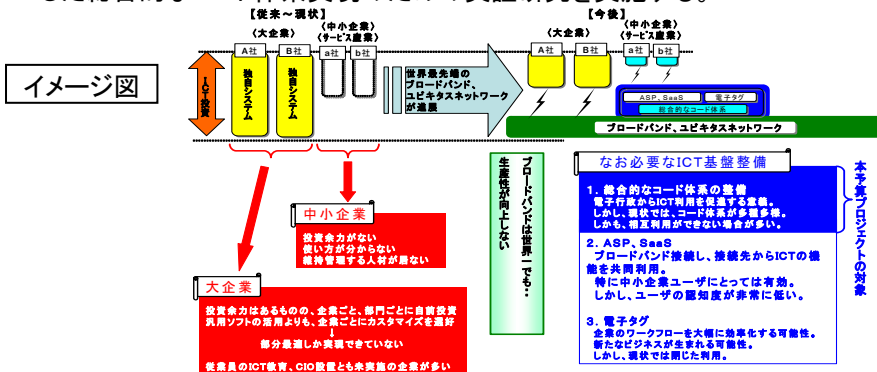 イメージ図
【従来～現状】
〈大企業〉
〈中小企業〉
〈サービス産業〉
A社
B社
a社
b社
ICT投資
独自システム
独自システム
世界最先端の
ブロードバンド、
ユビキタスネットワーク
が進展
【今後】
〈大企業〉
〈中小企業〉
〈サービス産業〉
A社
B社
a社
b社
ASP、SaaS
電子タグ
総合的なコード体系
ブロードバンド、ユビキタスネットワーク
中小企業
投資余力がない
使い方が分からない
維持管理する人材が居ない
大企業
投資余力はあるものの、企業ごと、部門ごとに自前投資
汎用ソフトの活用よりも、企業ごとにカスタマイズを選好
↓
部分最適しか実現できていない
従業員のICT教育、CIO設置とも未実施の企業が多い
ブロードバンドは世界一でも・・
生産性が向上しない
なお必要なICT基盤整備
1. 総合的なコード体系の整備
電子行政からICT利用を促進する意義。
しかし、現状では、コード体系が多種多様。
しかも、相互利用ができない場合が多い。
2. ASP、SaaS
ブロードバンド接続し、接続先からICTの機
能を共同利用。
特に中小企業ユーザにとっては有効。
しかし、ユーザの認知度が非常に低い。
3. 電子タグ
企業のワークフローを大幅に効率化する可能性。
新たなビジネスが生まれる可能性。
しかし、現状では閉じた利用。
本予算プロジェクトの対象